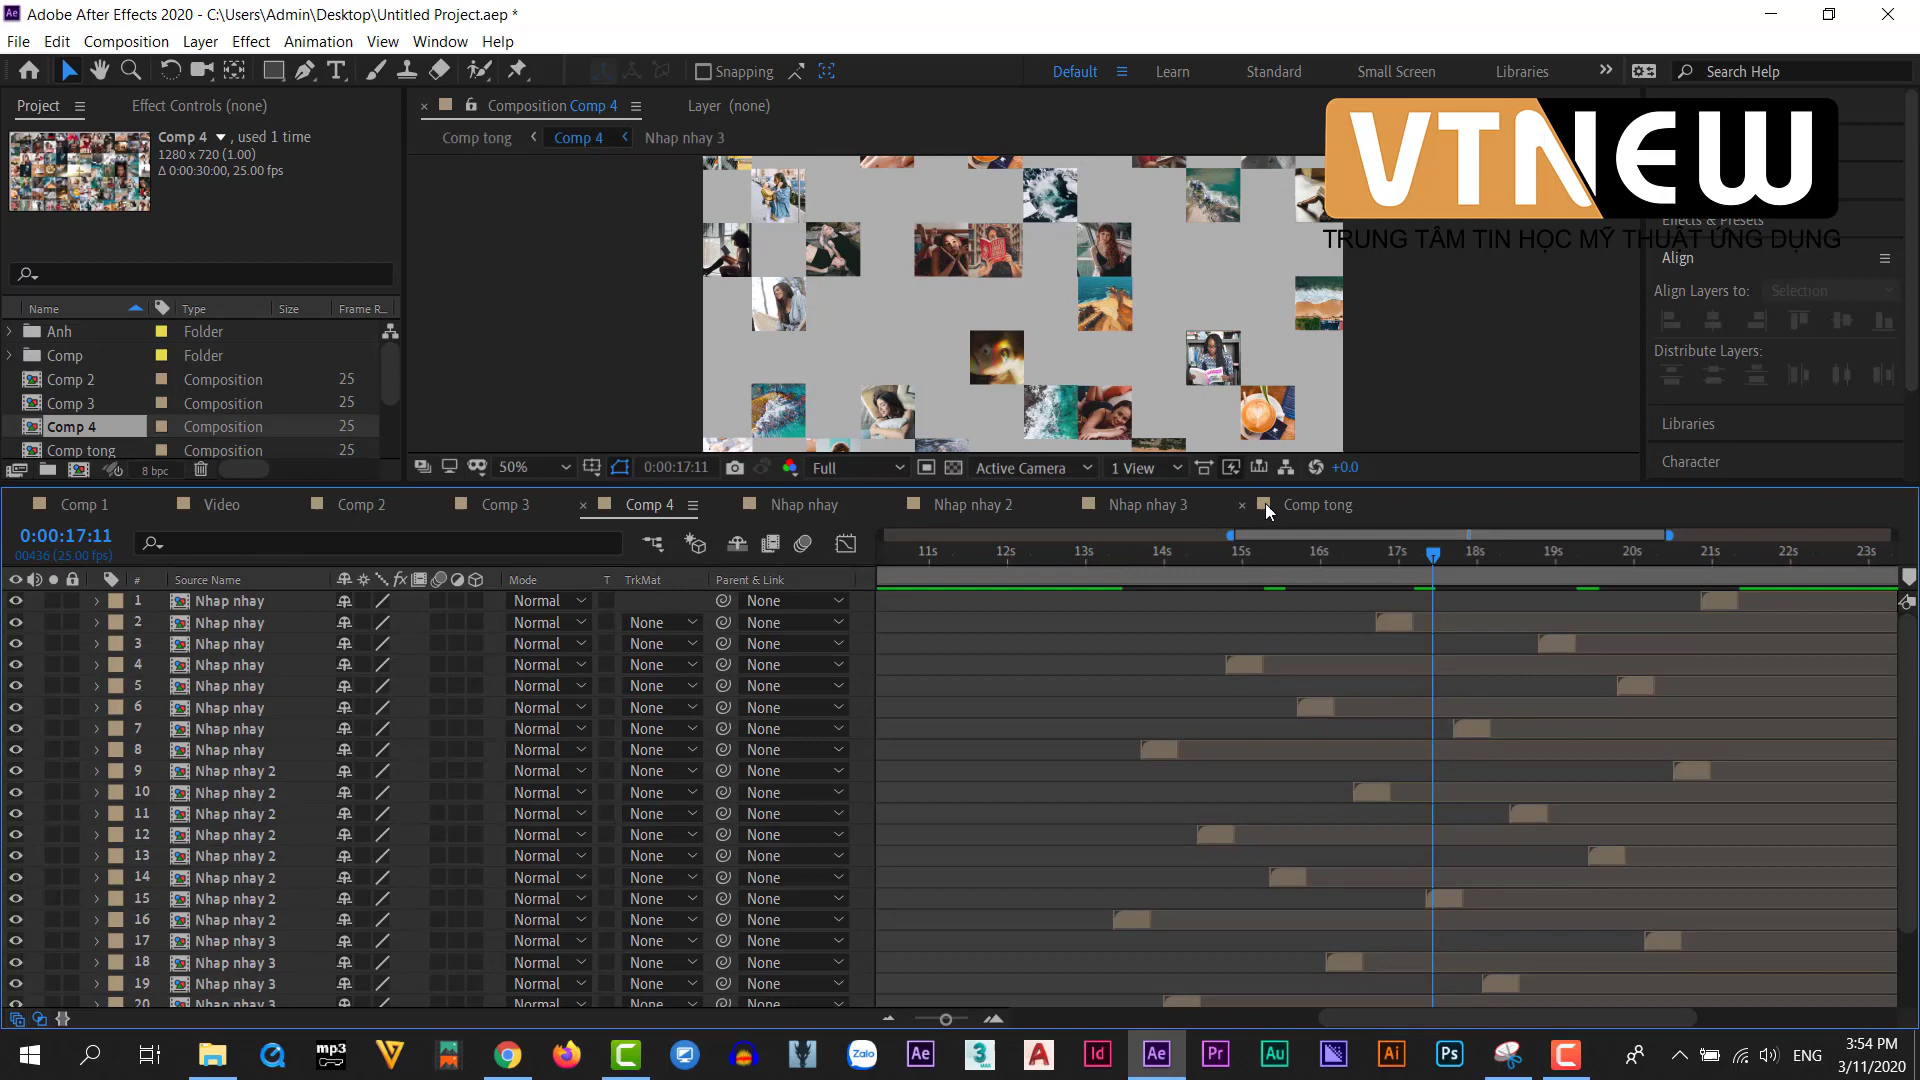 Adobe After Effects 2020 - C:\Users\Admin\Desktop\Untitled Project.aep *
File Edit Composition Layer Effect Animation View Window Help
Snapping Default Learn Standard Small Screen Libraries Search Help
Project Effect Controls (none) Composition Comp 4 Layer (none)
Comp 4 , used 1 time
1280 x 720 (1.00)
Δ 0:00:30:00, 25.00 fps
Comp tong Comp 4 Nhap nhay 3
VTNEW
TRUNG TÂM TIN HỌC MỸ THUẬT ỨNG DỤNG
Effects & Presets
Align
Align Layers to: Selection
Distribute Layers:
Libraries
Character
Name Type Size Frame R...
Anh Folder
Comp Folder
Comp 2 Composition 25
Comp 3 Composition 25
Comp 4 Composition 25
Comp tong Composition 25
8 bpc
50% 0:00:17:11 Full Active Camera 1 View +0.0
Comp 1 Video Comp 2 Comp 3 Comp 4 Nhap nhay Nhap nhay 2 Nhap nhay 3 Comp tong
0:00:17:11
00436 (25.00 fps)
11s 12s 13s 14s 15s 16s 17s 18s 19s 20s 21s 22s 23s
# Source Name Mode T TrkMat Parent & Link
1 Nhap nhay Normal None
2 Nhap nhay Normal None None
3 Nhap nhay Normal None None
4 Nhap nhay Normal None None
5 Nhap nhay Normal None None
6 Nhap nhay Normal None None
7 Nhap nhay Normal None None
8 Nhap nhay Normal None None
9 Nhap nhay 2 Normal None None
10 Nhap nhay 2 Normal None None
11 Nhap nhay 2 Normal None None
12 Nhap nhay 2 Normal None None
13 Nhap nhay 2 Normal None None
14 Nhap nhay 2 Normal None None
15 Nhap nhay 2 Normal None None
16 Nhap nhay 2 Normal None None
17 Nhap nhay 3 Normal None None
18 Nhap nhay 3 Normal None None
19 Nhap nhay 3 Normal None None
20 Nhap nhay 3 Normal None None
mp3 Zalo Ae 3 MAX A Id Ae Pr Au Ai Ps ENG
3:54 PM
3/11/2020